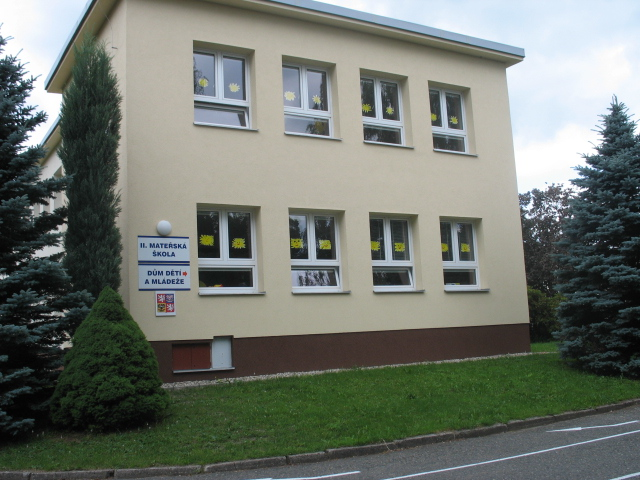 II. MATEŘSKÁ
ŠKOLA
DŮM DĚTÍ
A MLÁDEŽE